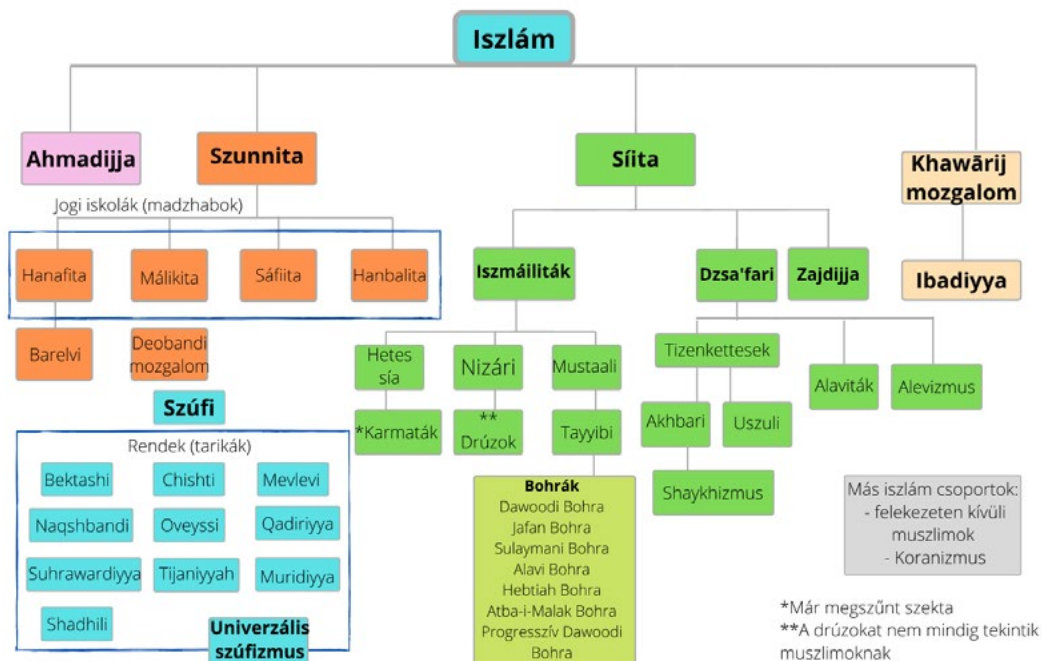 Iszlám
Ahmadijja
Szunnita
Síita
Khawārij
mozgalom
Jogi iskolák (madzhabok)
Hanafita
Málikita
Sáfiita
Hanbalita
Iszmáiliták
Dzsa'fari
Zajdijja
Ibadiyya
Barelvi
Deobandi
mozgalom
Hetes
sía
Nizári
Mustaali
Tizenkettesek
Alaviták
Alevizmus
Szúfi
*Karmaták
**
Drúzok
Tayyibi
Akhbari
Uszuli
Rendek (tarikák)
Bektashi
Chishti
Mevlevi
Naqshbandi
Oveyssi
Qadiriyya
Suhrawardiyya
Tijaniyyah
Muridiyya
Shadhili
Univerzális
szúfizmus
Bohrák
Dawoodi Bohra
Jafan Bohra
Sulaymani Bohra
Alavi Bohra
Hebtiah Bohra
Atba-i-Malak Bohra
Progresszív Dawoodi
Bohra
Shaykhizmus
Más iszlám csoportok:
- felekezeten kívüli
muszlimok
- Koranizmus
*Már megszűnt szekta
**A drúzokat nem mindig tekintik
muszlimoknak